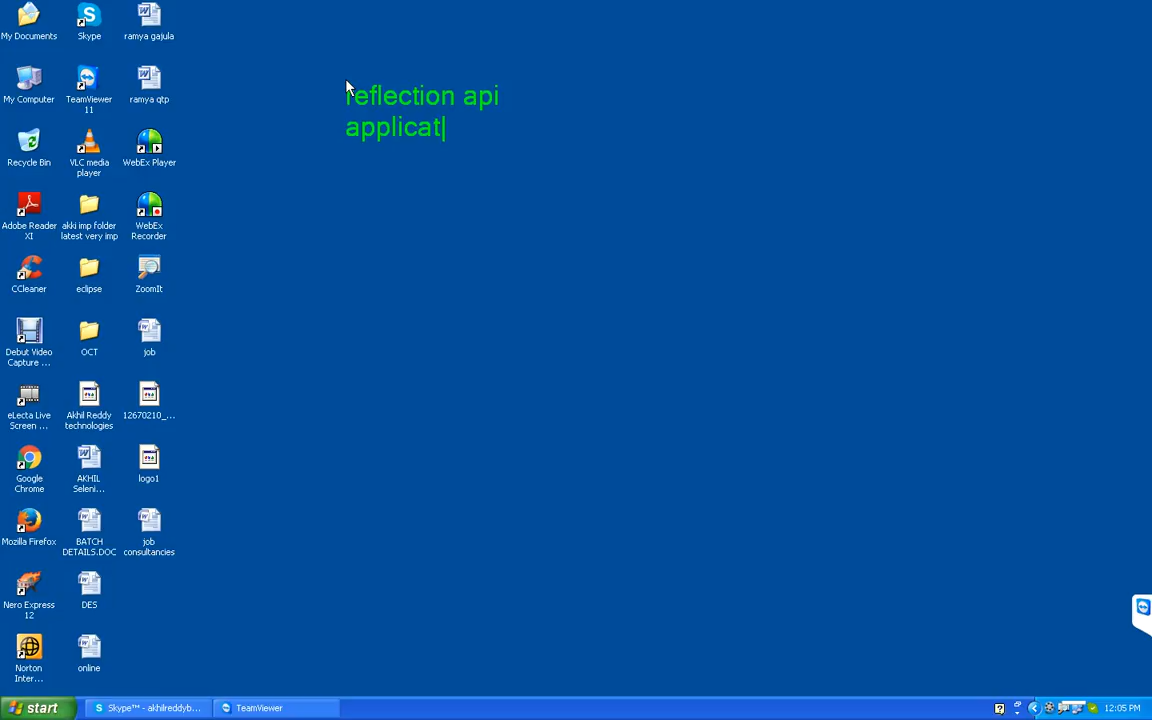 My Documents
Skype
ramya gajula
My Computer
TeamViewer
11
ramya qtp
Recycle Bin
VLC media
player
WebEx Player
Adobe Reader
XI
akki imp folder
latest very imp
WebEx
Recorder
CCleaner
eclipse
ZoomIt
Debut Video
Capture ...
OCT
job
eLecta Live
Screen ...
Akhil Reddy
technologies
12670210_...
Google
Chrome
AKHIL
Seleni...
logo1
Mozilla Firefox
BATCH
DETAILS.DOC
job
consultancies
Nero Express
12
DES
Norton
Inter...
online
reflection api
applicat
start
Skype™ - akhilreddyb...
TeamViewer
12:05 PM